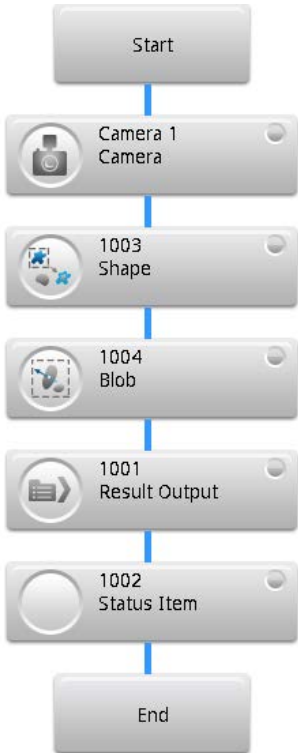 Start
Camera 1
Camera
1003
Shape
1004
Blob
1001
Result Output
1002
Status Item
End